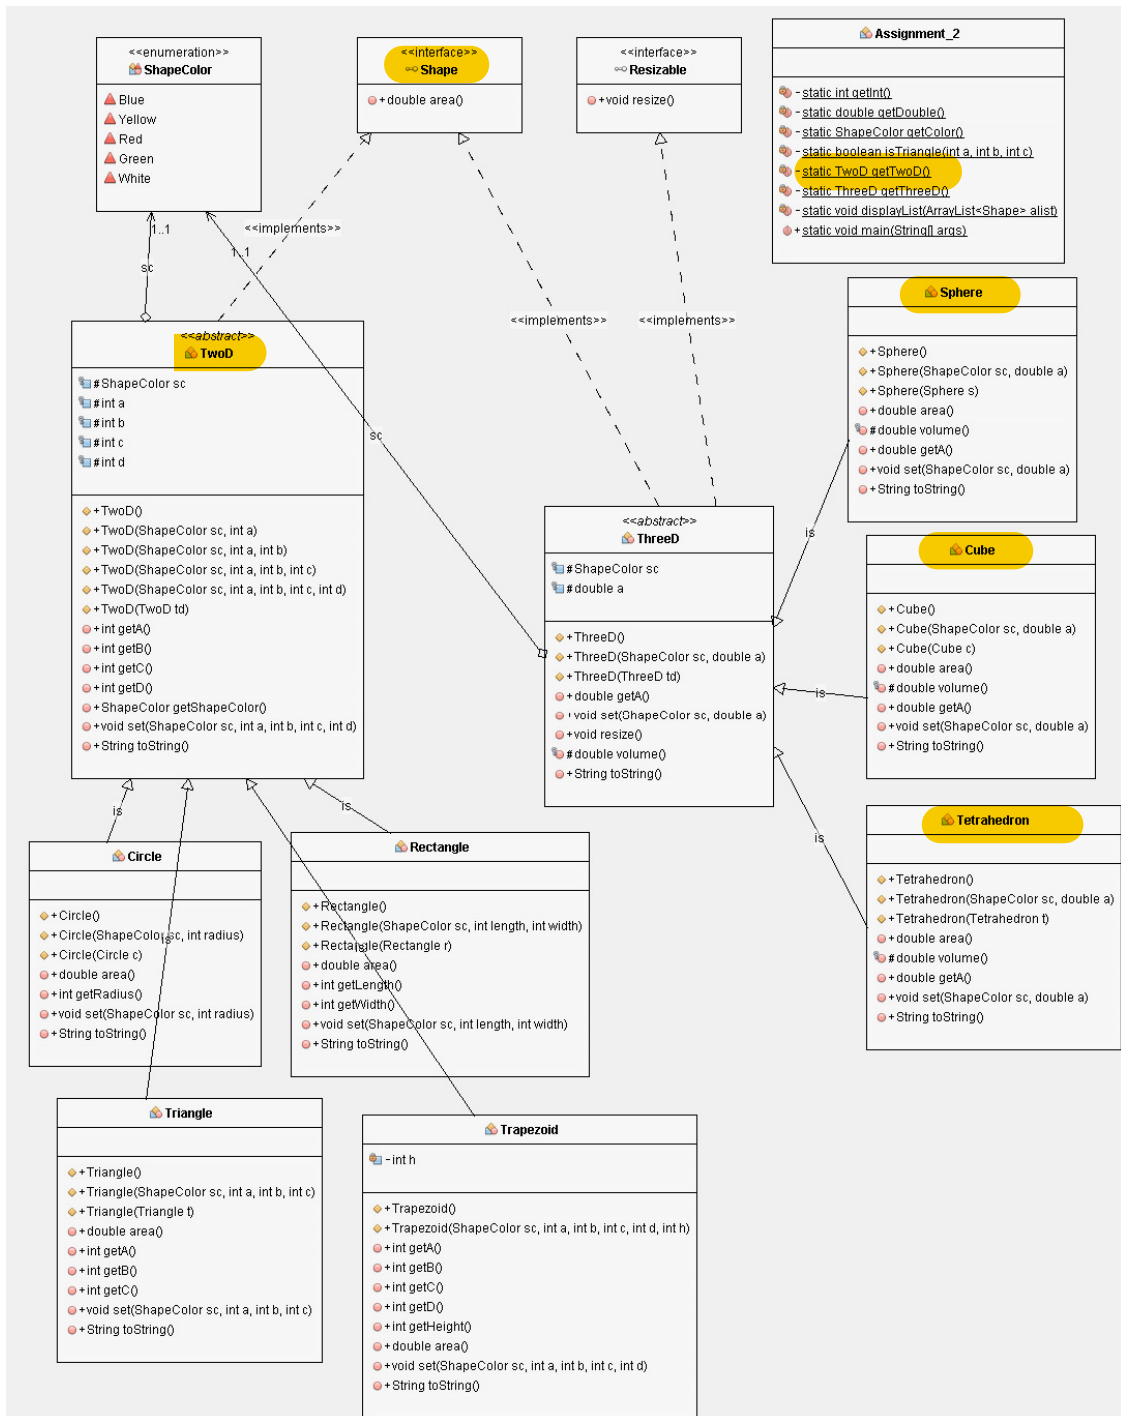 <<enumeration>>
ShapeColor
Blue
Yellow
Red
Green
White
<<interface>>
Shape
+double area()
<<interface>>
Resizable
+void resize()
Assignment_2
-static int getInt()
-static double getDouble()
-static ShapeColor getColor()
-static boolean isTriangle(int a, int b, int c)
-static TwoD getTwoD()
-static ThreeD getThreeD()
-static void displayList(ArrayList<Shape> alist)
+static void main(String[] args)
1..1
sc
<<implements>>
1..1
sc
<<implements>>
<<implements>>
<<abstract>>
TwoD
#ShapeColor sc
#int a
#int b
#int c
#int d
+TwoD()
+TwoD(ShapeColor sc, int a)
+TwoD(ShapeColor sc, int a, int b)
+TwoD(ShapeColor sc, int a, int b, int c)
+TwoD(ShapeColor sc, int a, int b, int c, int d)
+TwoD(TwoD td)
+int getA()
+int getB()
+int getC()
+int getD()
+ShapeColor getShapeColor()
+void set(ShapeColor sc, int a, int b, int c, int d)
+String toString()
<<abstract>>
ThreeD
#ShapeColor sc
#double a
+ThreeD()
+ThreeD(ShapeColor sc, double a)
+ThreeD(ThreeD td)
+double getA()
+void set(ShapeColor sc, double a)
+void resize()
#double volume()
+String toString()
Sphere
+Sphere()
+Sphere(ShapeColor sc, double a)
+Sphere(Sphere s)
+double area()
#double volume()
+double getA()
+void set(ShapeColor sc, double a)
+String toString()
is
Cube
+Cube()
+Cube(ShapeColor sc, double a)
+Cube(Cube c)
+double area()
#double volume()
+double getA()
+void set(ShapeColor sc, double a)
+String toString()
is
Tetrahedron
+Tetrahedron()
+Tetrahedron(ShapeColor sc, double a)
+Tetrahedron(Tetrahedron t)
+double area()
#double volume()
+double getA()
+void set(ShapeColor sc, double a)
+String toString()
is
is
is
Circle
+Circle()
+Circle(ShapeColor sc, int radius)
+Circle(Circle c)
+double area()
+int getRadius()
+void set(ShapeColor sc, int radius)
+String toString()
is
Rectangle
+Rectangle()
+Rectangle(ShapeColor sc, int length, int width)
+Rectangle(Rectangle r)
+double area()
+int getLength()
+int getWidth()
+void set(ShapeColor sc, int length, int width)
+String toString()
is
Triangle
+Triangle()
+Triangle(ShapeColor sc, int a, int b, int c)
+Triangle(Triangle t)
+double area()
+int getA()
+int getB()
+int getC()
+void set(ShapeColor sc, int a, int b, int c)
+String toString()
Trapezoid
-int h
+Trapezoid()
+Trapezoid(ShapeColor sc, int a, int b, int c, int d, int h)
+int getA()
+int getB()
+int getC()
+int getD()
+int getHeight()
+double area()
+void set(ShapeColor sc, int a, int b, int c, int d)
+String toString()